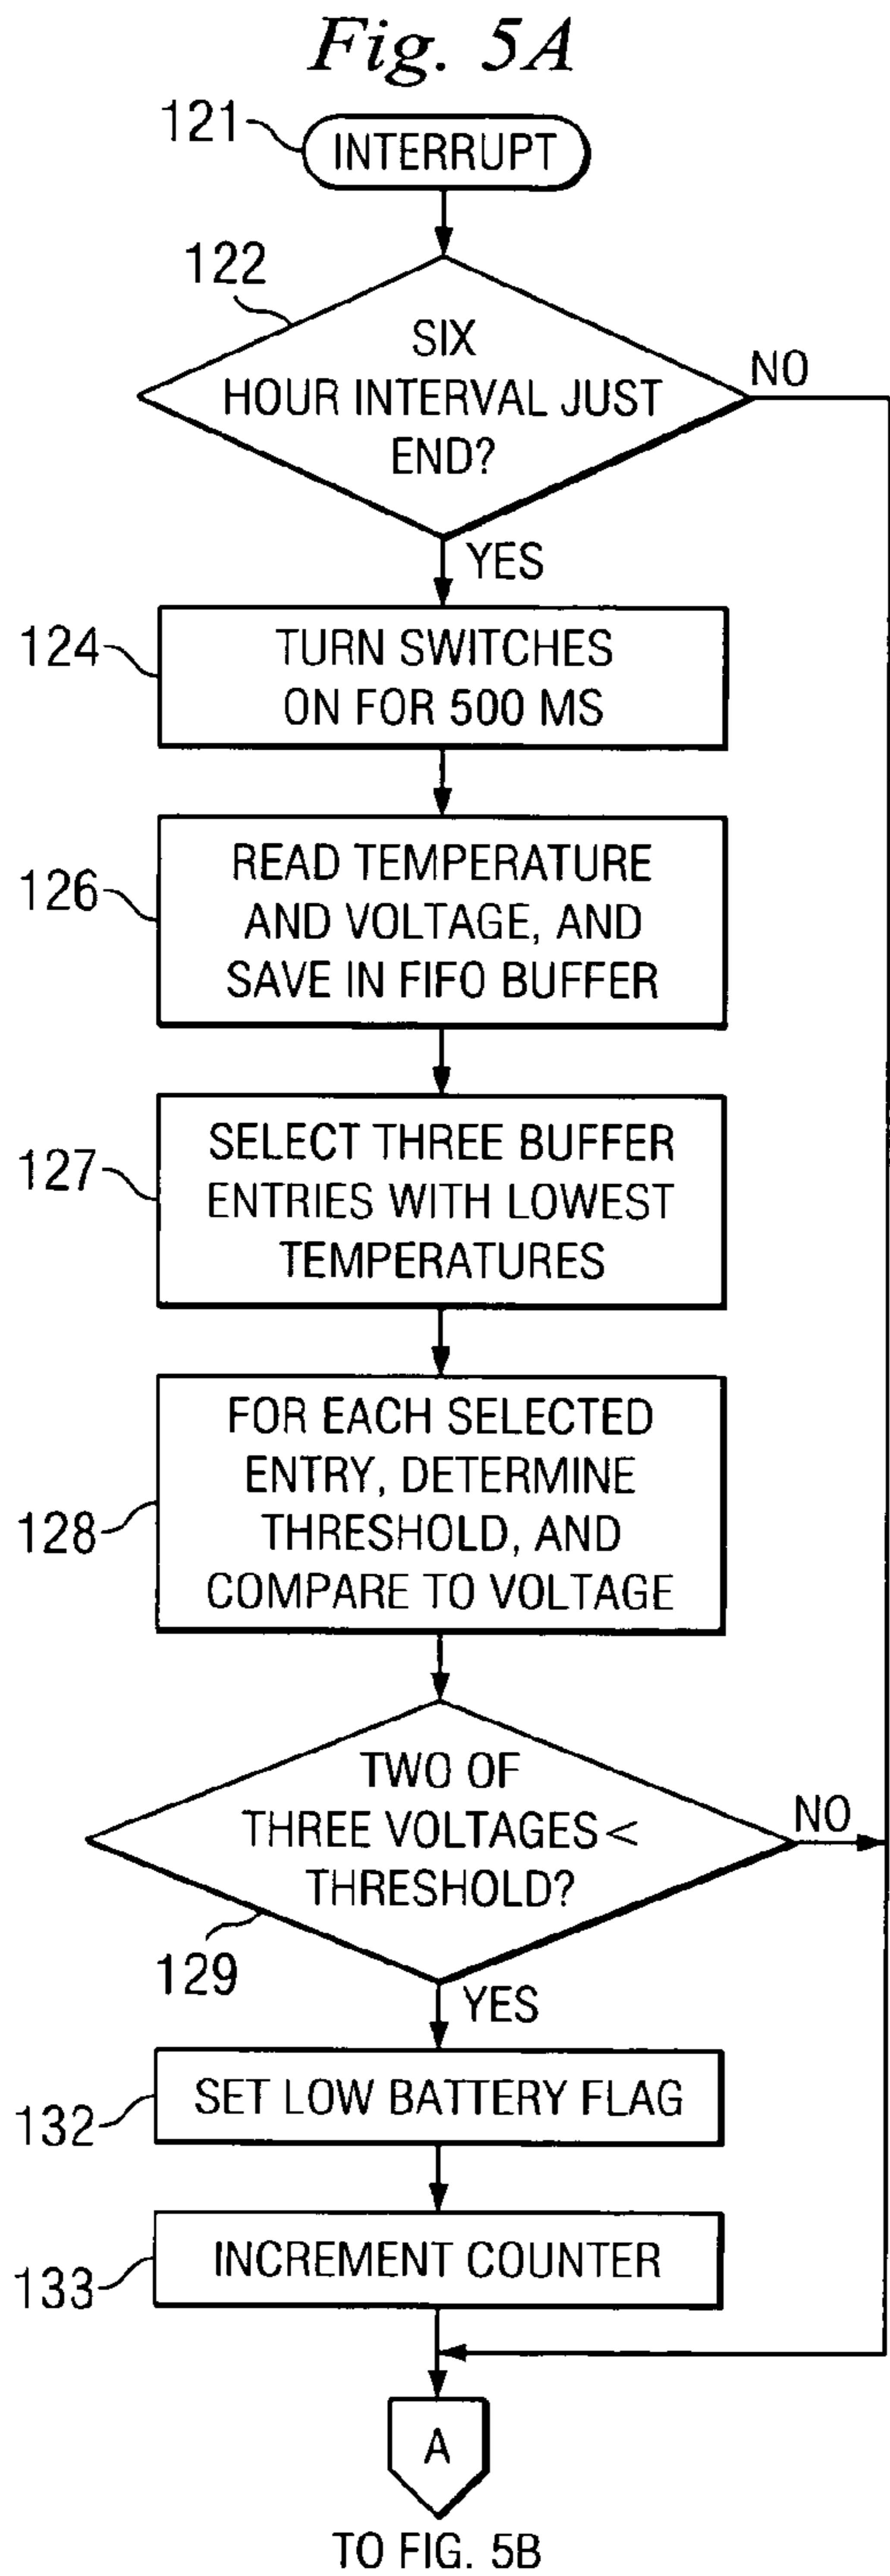 Fig. 5A
121
INTERRUPT
122
SIX
HOUR INTERVAL JUST
END?
NO
YES
124
TURN SWITCHES
ON FOR 500 MS
126
READ TEMPERATURE
AND VOLTAGE, AND
SAVE IN FIFO BUFFER
127
SELECT THREE BUFFER
ENTRIES WITH LOWEST
TEMPERATURES
128
FOR EACH SELECTED
ENTRY, DETERMINE
THRESHOLD, AND
COMPARE TO VOLTAGE
TWO OF
THREE VOLTAGES <
THRESHOLD?
NO
129
YES
132
SET LOW BATTERY FLAG
133
INCREMENT COUNTER
A
TO FIG. 5B